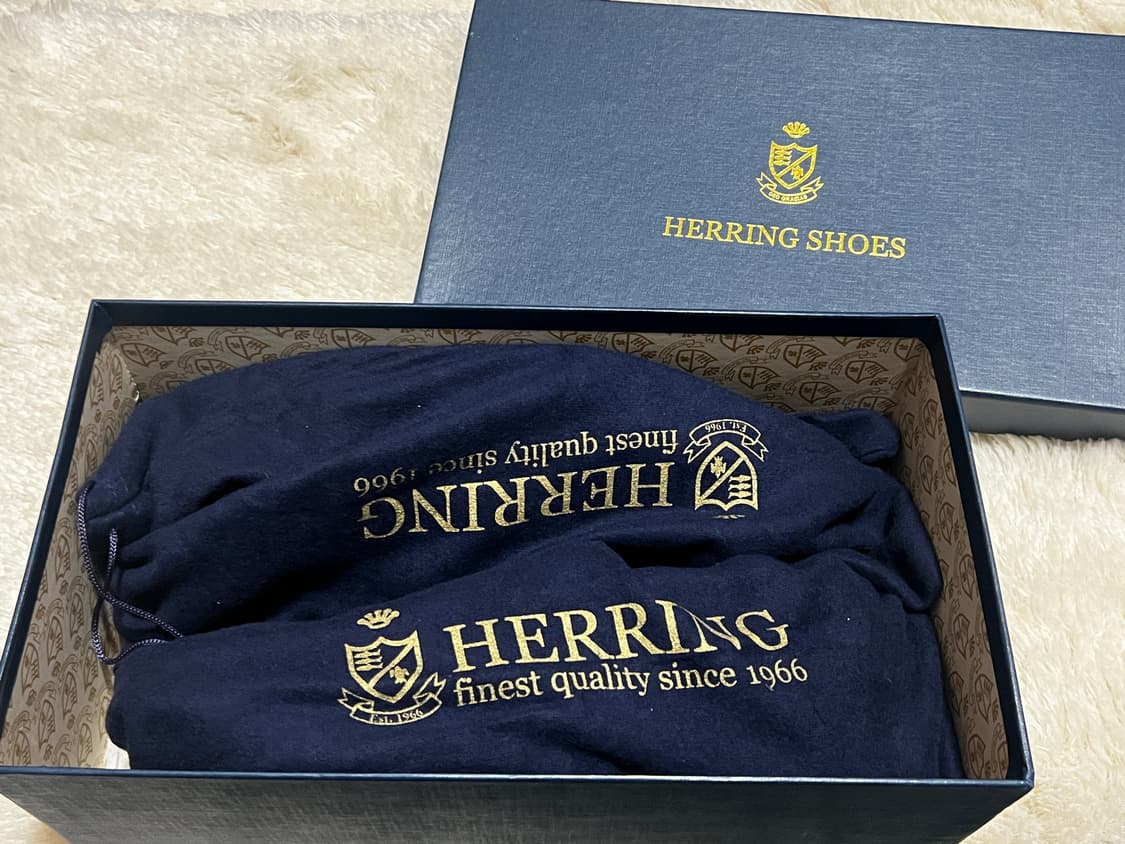 HERRING SHOES
HERRING
finest quality since 1966
Est. 1966
HERRING
finest quality since 1966
Est. 1966